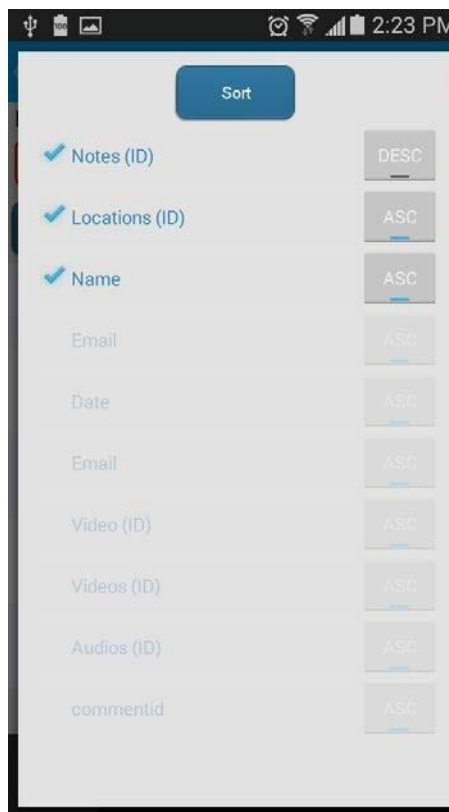 100
2:23 PM
Sort
Notes (ID) DESC
Locations (ID) ASC
Name ASC
Email ASC
Date ASC
Email ASC
Video (ID) ASC
Videos (ID) ASC
Audios (ID) ASC
commentid ASC